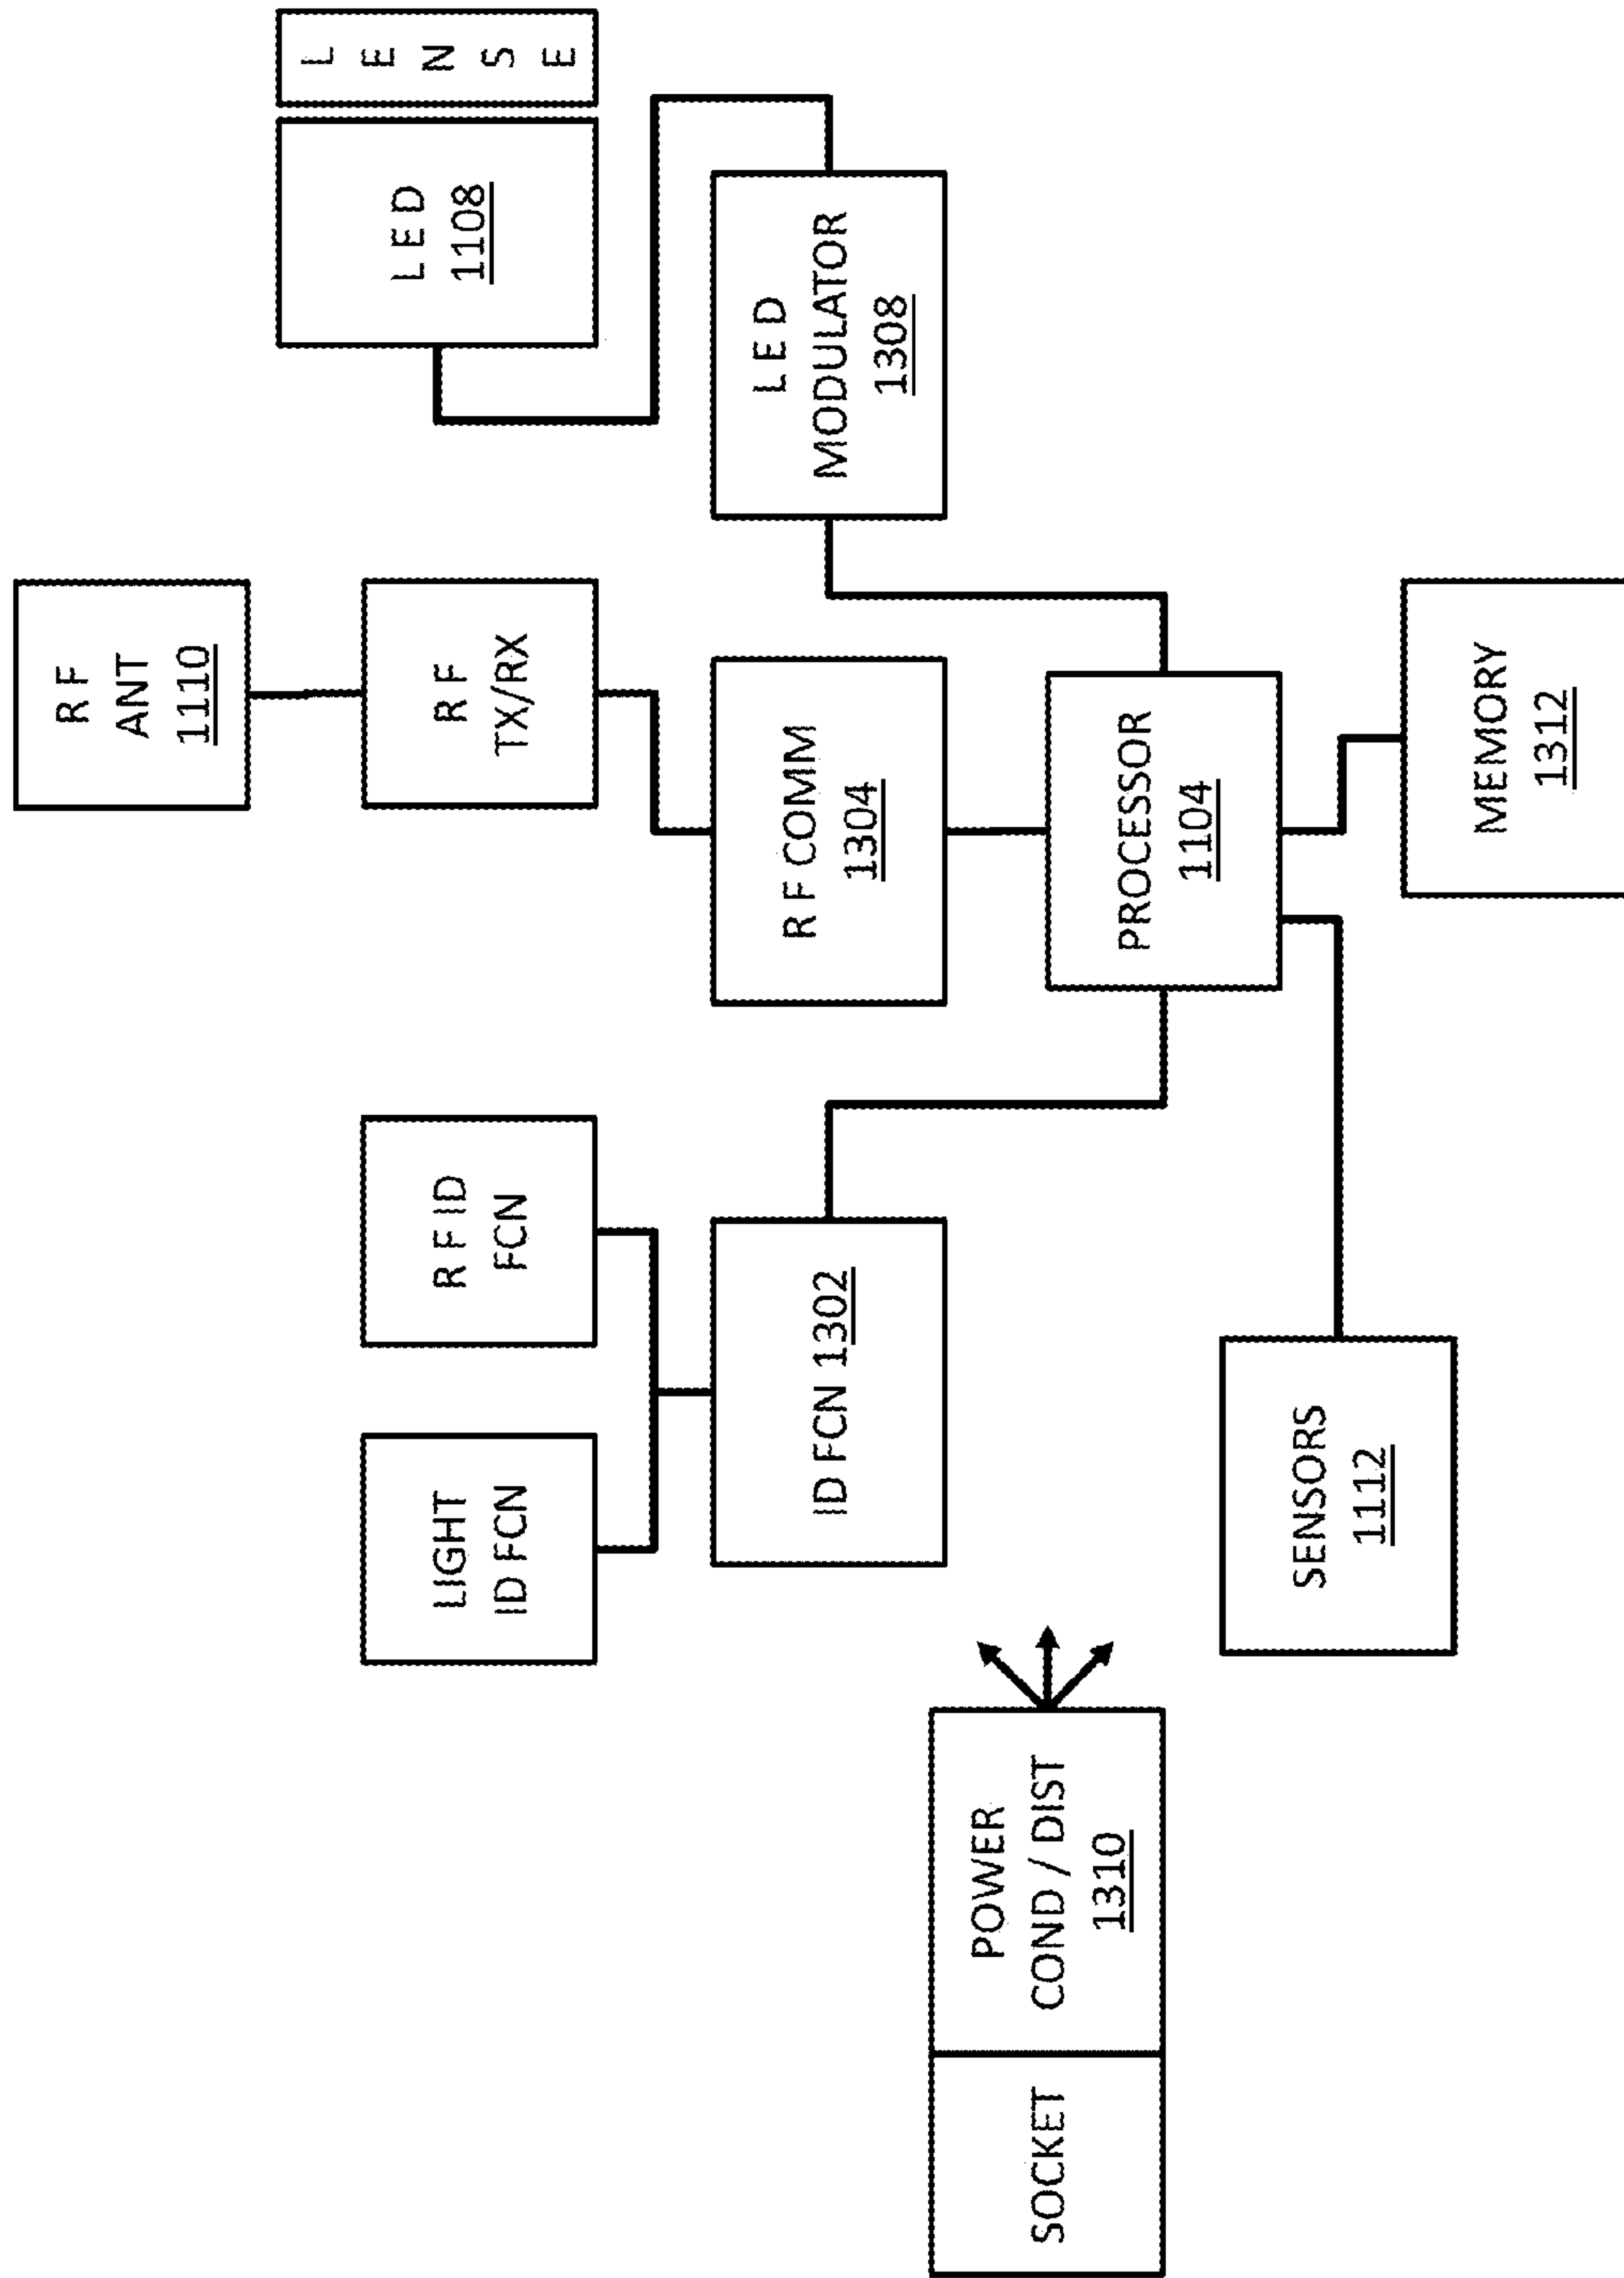 R F
ANT
1110
L E N S E
L E D
1108
LIGHT
ID FCN
R F ID
FCN
R F
TX/RX
ID FCN 1302
R F COMM
1304
L E D
MODULATOR
1308
SOCKET
POWER
COND / DIST
1310
PROCESSOR
1104
SENSORS
1112
MEMORY
1312